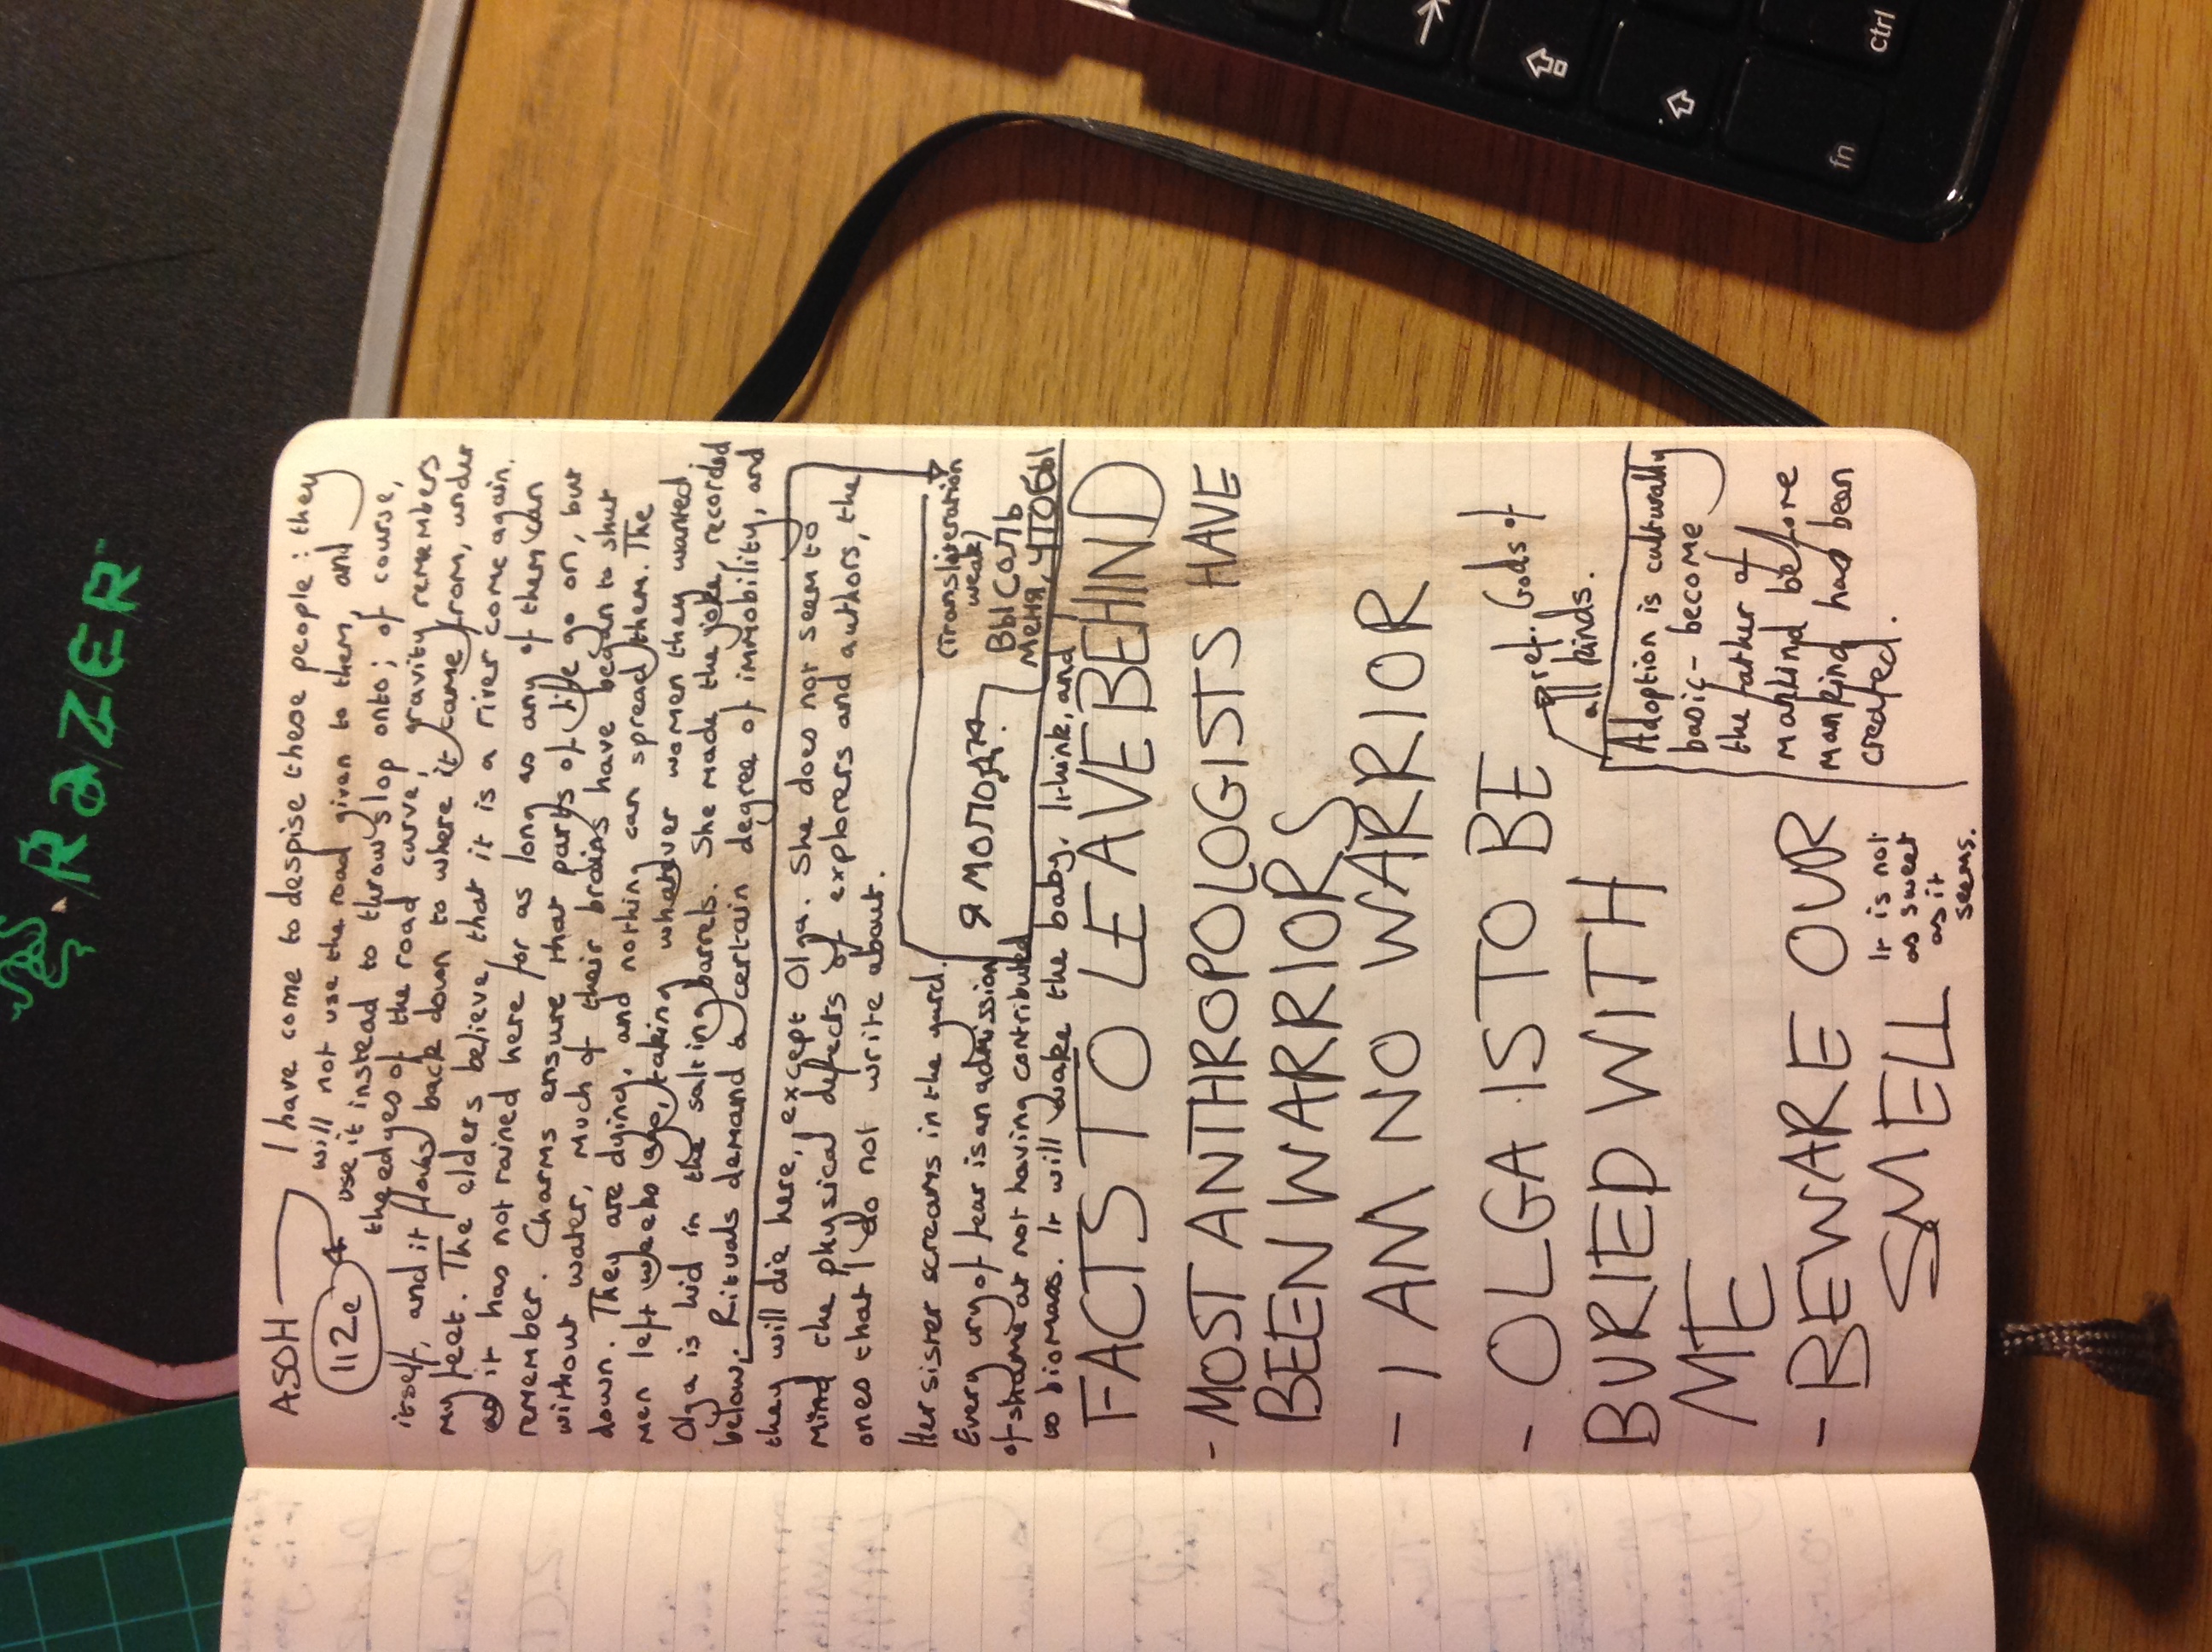 RAZER
ASOH
112e
I have come to despise these people: they
will not use the road given to them, and
use it instead to throw slop onto; of course,
the edges of the road curve, gravity remembers
itself, and it flows back down to where it came from, under
my feet. The elders believe, that it is a river come again,
as it has not rained here for as long as any of them can
remember. Charms ensure that parts of life go on, but
without water, much of their brains have began to shut
down. They are dying, and nothing can spread them. The
men left weeks ago, taking whatever women they wanted.
Olga is hid in the salting barrels. She made the joke, recorded
below. Rituals demand a certain degree of immobility, and
they will die here, except Olga. She does not seem to
mind the physical defects of explorers and authors, the
ones that I do not write about.
Her sister screams in the yard.
Every cry of fear is an admission
of shame at not having contributed
to biomass. It will wake the baby, I think, and
(Transliteration
weak)
Я
ВЫ СОЛЬ
МеНЯ, ЧТОБЫ
FACTS TO LEAVE BEHIND
- MOST ANTHROPOLOGISTS HAVE
BEEN WARRIORS
- I AM NO WARRIOR
- OLGA IS TO BE
BURIED WITH
ME
- BEWARE OUR
SMELL
It is not
as sweet
as it
seems.
ref. Gods of
all kinds.
Adoption is culturally
basic - become
the father of
mankind before
mankind has been
created.
fn
ctrl